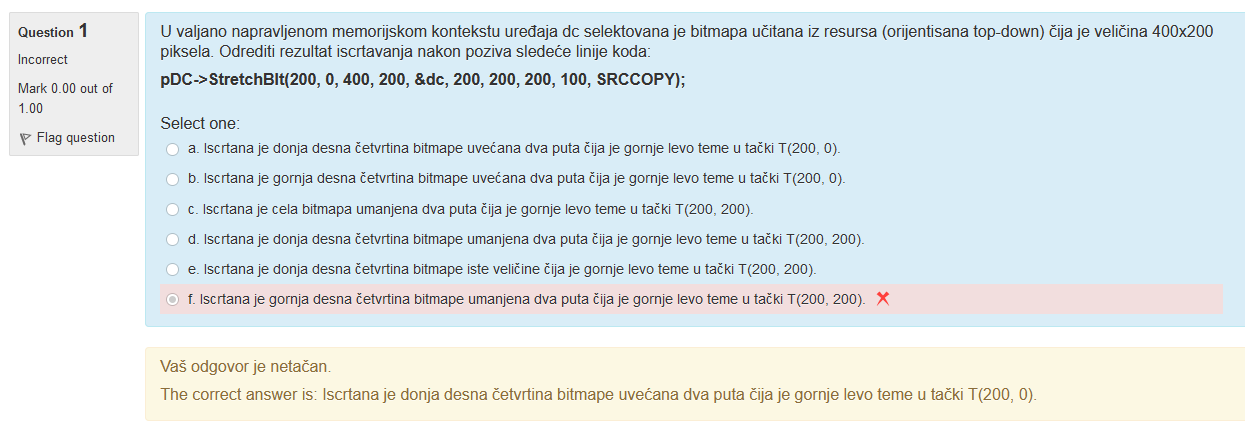 Question 1
Incorrect
Mark 0.00 out of
1.00
Flag question
U valjano napravljenom memorijskom kontekstu uređaja dc selektovana je bitmapa učitana iz resursa (orijentisana top-down) čija je veličina 400x200
piksela. Odrediti rezultat iscrtavanja nakon poziva sledeće linije koda:
pDC->StretchBlt(200, 0, 400, 200, &dc, 200, 200, 200, 100, SRCCOPY);
Select one:
a. Iscrtana je donja desna četvrtina bitmape uvećana dva puta čija je gornje levo teme u tački T(200, 0).
b. Iscrtana je gornja desna četvrtina bitmape uvećana dva puta čija je gornje levo teme u tački T(200, 0).
c. Iscrtana je cela bitmapa umanjena dva puta čija je gornje levo teme u tački T(200, 200).
d. Iscrtana je donja desna četvrtina bitmape umanjena dva puta čija je gornje levo teme u tački T(200, 200).
e. Iscrtana je donja desna četvrtina bitmape iste veličine čija je gornje levo teme u tački T(200, 200).
f. Iscrtana je gornja desna četvrtina bitmape umanjena dva puta čija je gornje levo teme u tački T(200, 200).
Vaš odgovor je netačan.
The correct answer is: Iscrtana je donja desna četvrtina bitmape uvećana dva puta čija je gornje levo teme u tački T(200, 0).